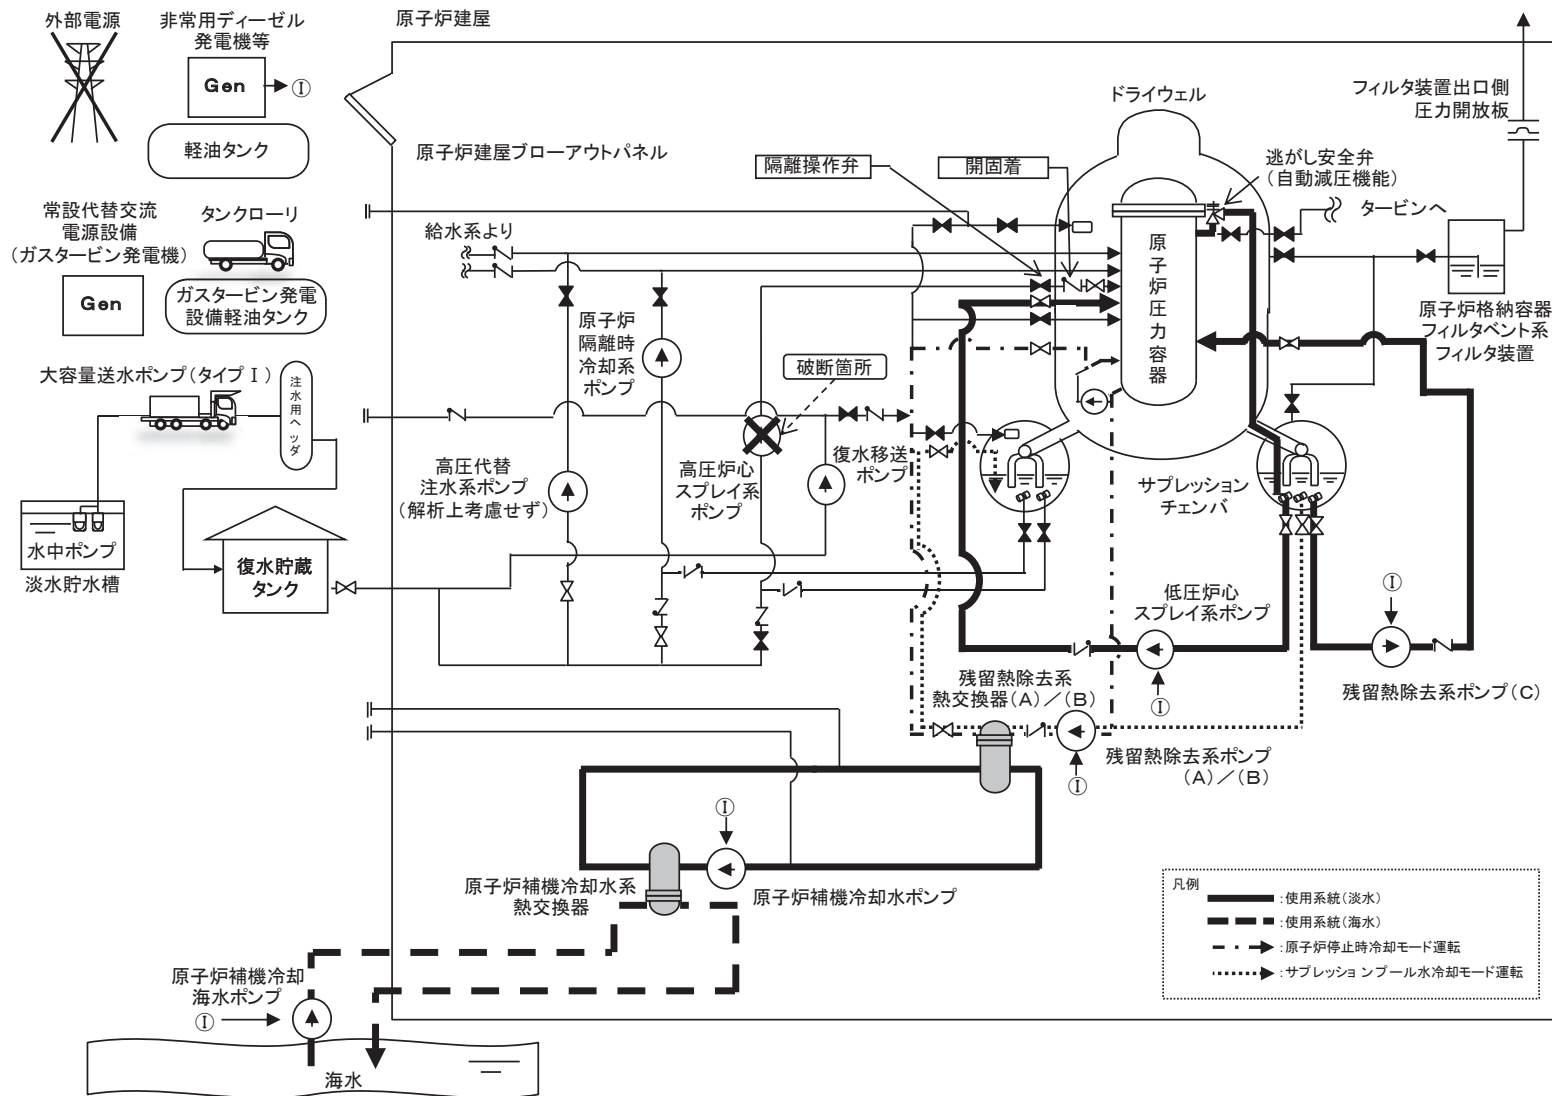 外部電源
非常用ディーゼル
発電機等
Gen
Ⓘ
軽油タンク
原子炉建屋
原子炉建屋ブローアウトパネル
常設代替交流
電源設備
(ガスタービン発電機)
Gen
タンクローリ
ガスタービン発電
設備軽油タンク
大容量送水ポンプ(タイプⅠ)
注水用ヘッダ
水中ポンプ
淡水貯水槽
復水貯蔵
タンク
給水系より
原子炉
隔離時
冷却系
ポンプ
高圧代替
注水系ポンプ
(解析上考慮せず)
破断箇所
高圧炉心
スプレイ系
ポンプ
復水移送
ポンプ
隔離操作弁
開固着
ドライウェル
原子炉圧力容器
逃がし安全弁
(自動減圧機能)
タービンへ
フィルタ装置出口側
圧力開放板
原子炉格納容器
フィルタベント系
フィルタ装置
サプレッション
チェンバ
低圧炉心
スプレイ系ポンプ
Ⓘ
Ⓘ
残留熱除去系ポンプ(C)
残留熱除去系
熱交換器(A)/(B)
残留熱除去系ポンプ
(A)/(B)
Ⓘ
Ⓘ
原子炉補機冷却水系
熱交換器
原子炉補機冷却水ポンプ
原子炉補機冷却
海水ポンプ
Ⓘ
海水
凡例
:使用系統(淡水)
:使用系統(海水)
:原子炉停止時冷却モード運転
:サプレッションプール水冷却モード運転